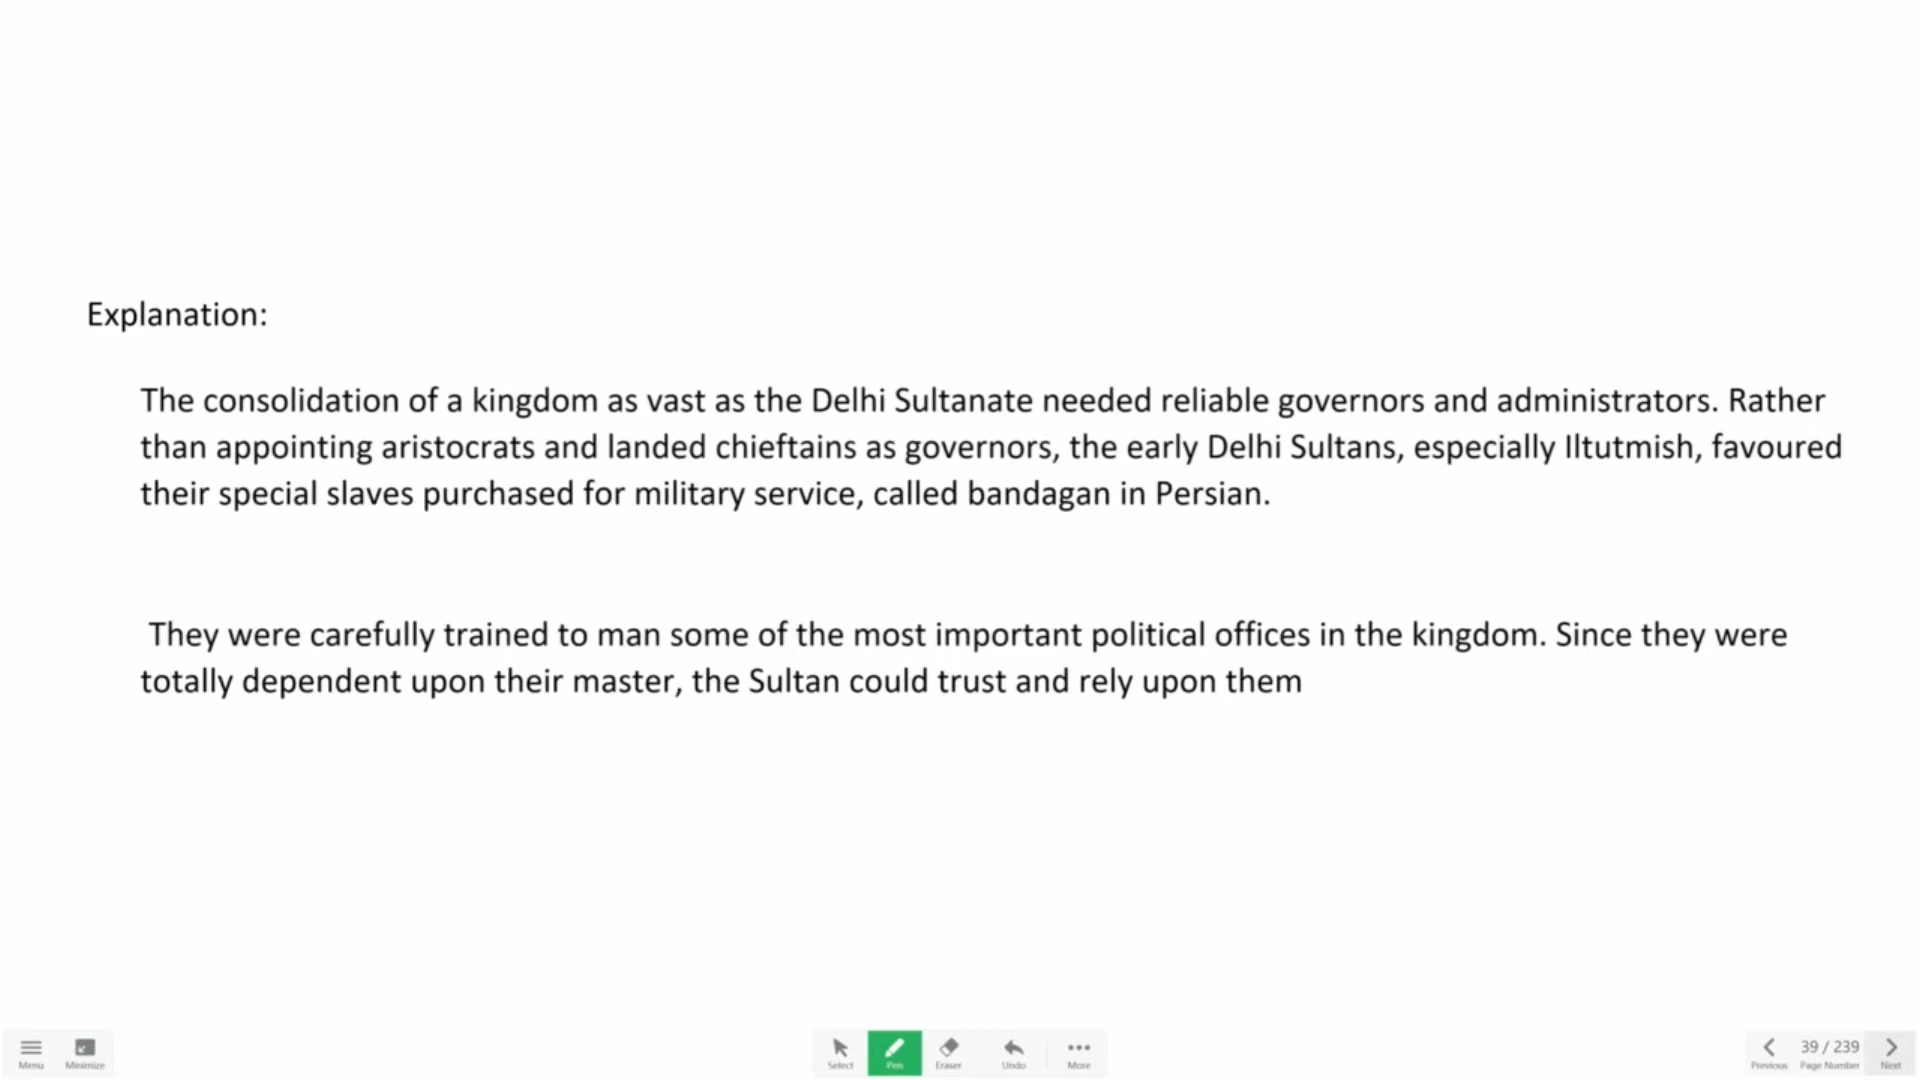 Explanation:
The consolidation of a kingdom as vast as the Delhi Sultanate needed reliable governors and administrators. Rather
than appointing aristocrats and landed chieftains as governors, the early Delhi Sultans, especially Iltutmish, favoured
their special slaves purchased for military service, called bandagan in Persian.
They were carefully trained to man some of the most important political offices in the kingdom. Since they were
totally dependent upon their master, the Sultan could trust and rely upon them
Menu Minimize Select Pen Eraser Undo More Previous 39 / 239 Page Number Next